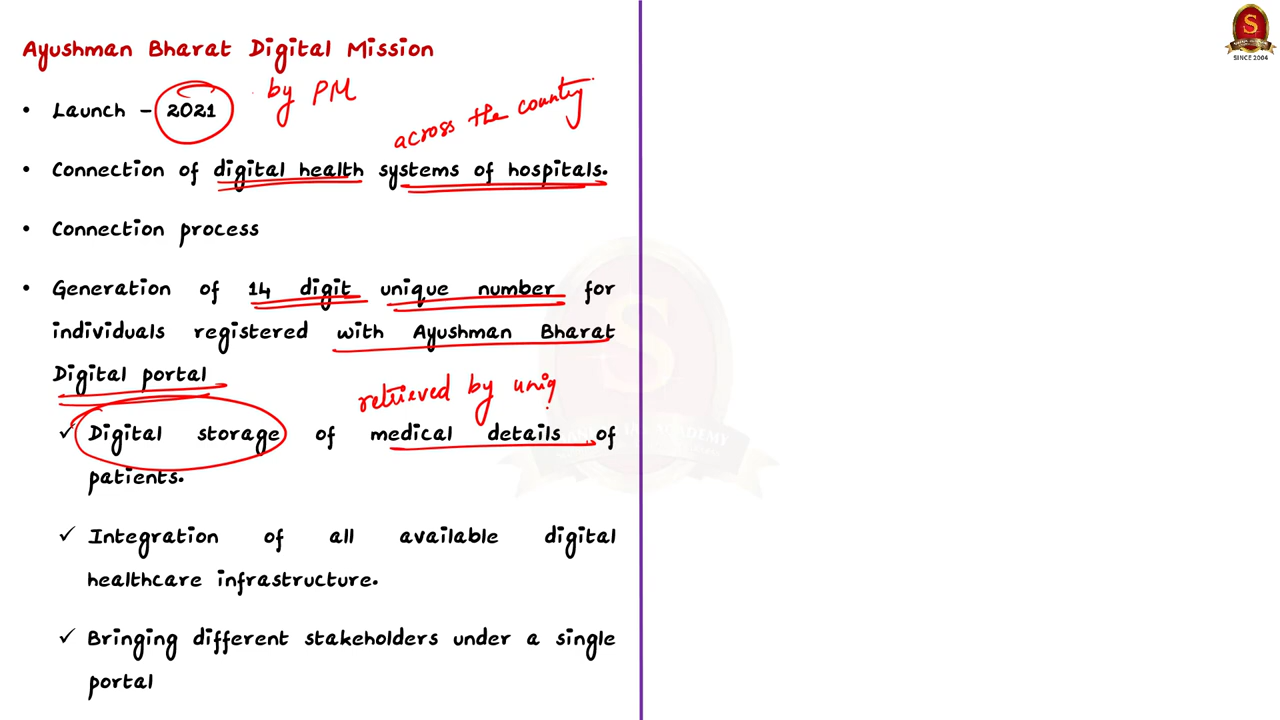 Ayushman Bharat Digital Mission
• Launch - 2021 by PM
across the country
• Connection of digital health systems of hospitals.
• Connection process
• Generation of 14 digit unique number for
individuals registered with Ayushman Bharat
Digital portal
retrieved by uniq
✓ Digital storage of medical details of
patients.
✓ Integration of all available digital
healthcare infrastructure.
✓ Bringing different stakeholders under a single
portal
S
SINCE 2004